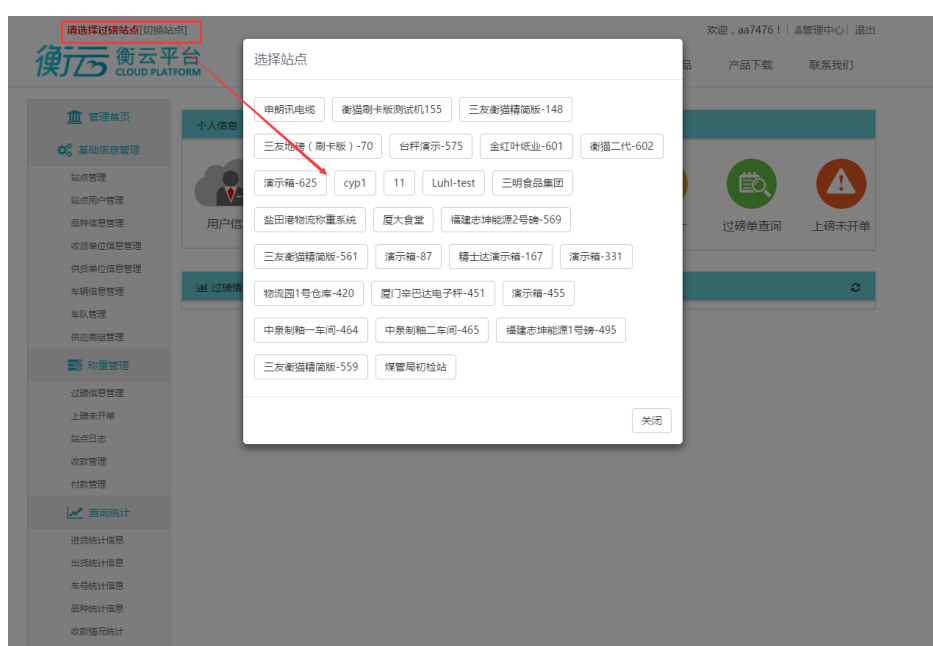 请选择过磅站点[切换站点]
欢迎，aa7476！ 管理中心 退出
衡云 衡云平台
CLOUD PLATFORM
品 产品下载 联系我们
选择站点
申朗讯电缆 衡猫刷卡版测试机155 三友衡猫精简版-148
三友地磅（刷卡版）-70 台秤演示-575 金红叶纸业-601 衡猫二代-602
演示箱-625 cyp1 11 Luhl-test 三明食品集团
盐田港物流称重系统 厦大食堂 福建志坤能源2号磅-569
三友衡猫精简版-561 演示箱-87 精士达演示箱-167 演示箱-331
物流园1号仓库-420 厦门辛巴达电子秤-451 演示箱-455
中泉制釉一车间-464 中泉制釉二车间-465 福建志坤能源1号磅-495
三友衡猫精简版-559 煤管局初检站
关闭
管理首页
基础信息管理
站点管理
站点用户管理
品种信息管理
收货单位信息管理
供货单位信息管理
车辆信息管理
车队管理
供应商组管理
称重管理
过磅信息管理
上磅未开单
站点日志
收款管理
付款管理
查询统计
进货统计信息
出货统计信息
车号统计信息
品种统计信息
收款情况统计
个人信息
用户信
过磅单查询 上磅未开单
过磅情